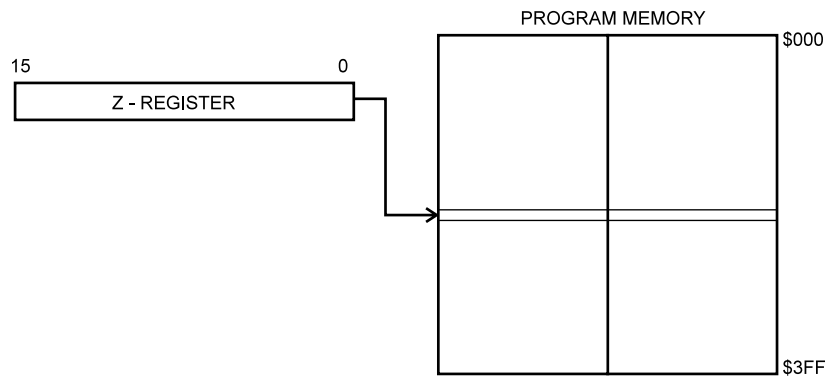 PROGRAM MEMORY
$000
15 0
Z - REGISTER
$3FF